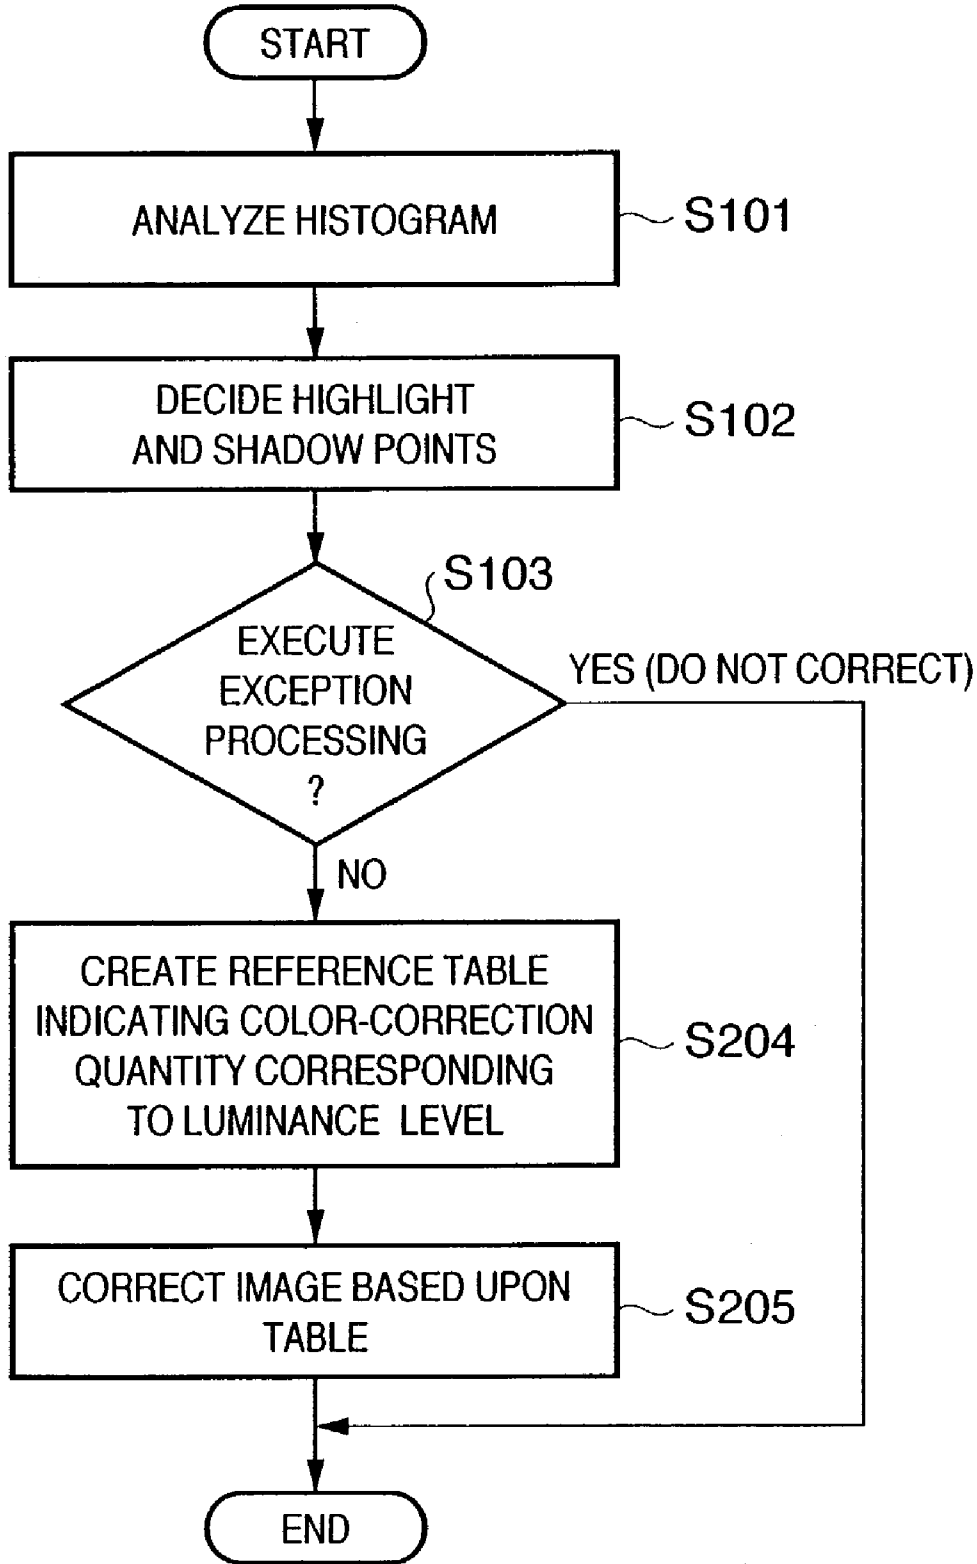 START
ANALYZE HISTOGRAM
S101
DECIDE HIGHLIGHT
AND SHADOW POINTS
S102
S103
EXECUTE
EXCEPTION
PROCESSING
?
YES (DO NOT CORRECT)
NO
CREATE REFERENCE TABLE
INDICATING COLOR-CORRECTION
QUANTITY CORRESPONDING
TO LUMINANCE LEVEL
S204
CORRECT IMAGE BASED UPON
TABLE
S205
END